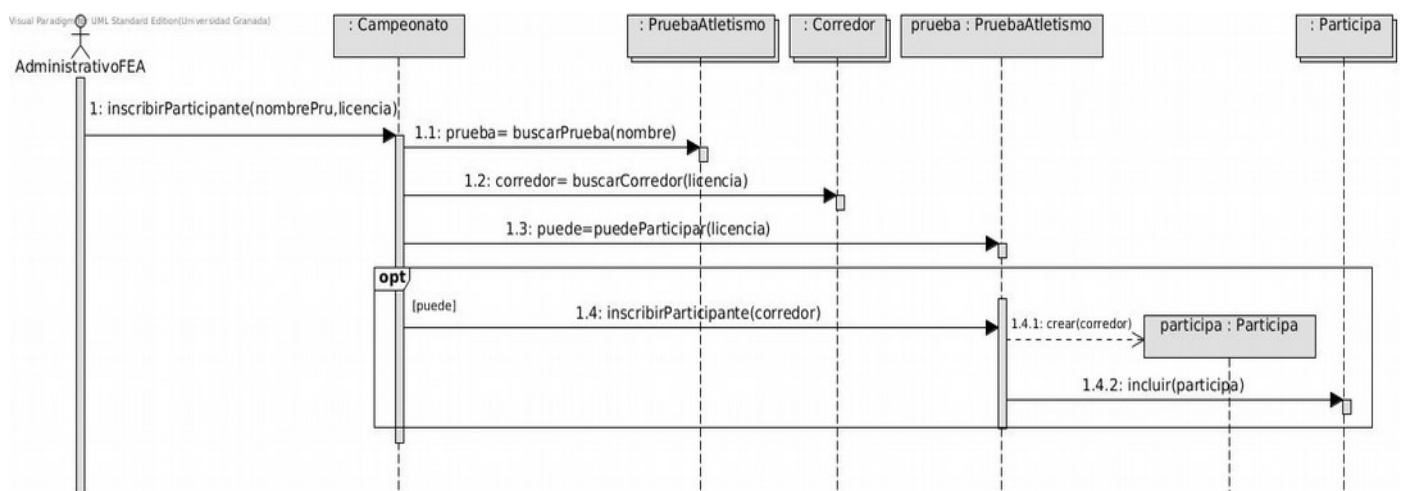 Visual Paradigm UML Standard Edition(Universidad Granada)
AdministrativoFEA
: Campeonato
: PruebaAtletismo
: Corredor
prueba : PruebaAtletismo
: Participa
1: inscribirParticipante(nombrePru,licencia)
1.1: prueba= buscarPrueba(nombre)
1.2: corredor= buscarCorredor(licencia)
1.3: puede=puedeParticipar(licencia)
opt
[puede]
1.4: inscribirParticipante(corredor)
1.4.1: crear(corredor)
participa : Participa
1.4.2: incluir(participa)